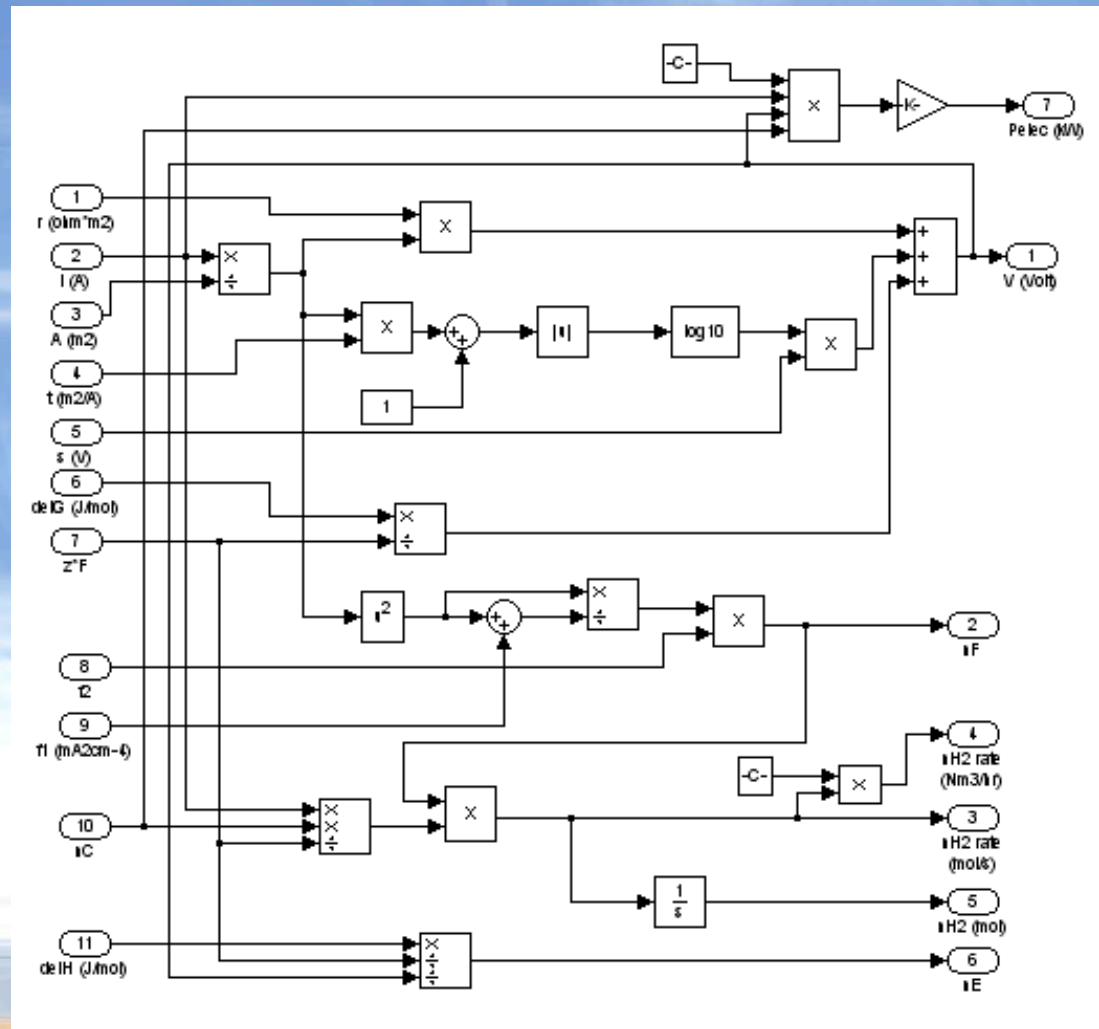 -C-
×
K-
7
Pelec (kW)
1
r (ohm*m2)
×
2
I (A)
×
÷
+
+
+
1
V (Volt)
3
A (m2)
×
+
+
|u|
log10
×
4
t (m2/A)
1
5
s (V)
6
delG (J/mol)
×
÷
7
z*F
u2
+
+
×
÷
×
2
nF
8
f2
9
f1 (mA2cm-4)
4
nH2 rate
(Nm3/hr)
-C-
×
10
nC
×
×
÷
×
3
nH2 rate
(mol/s)
1
s
5
nH2 (mol)
11
delH (J/mol)
×
÷
÷
6
nE